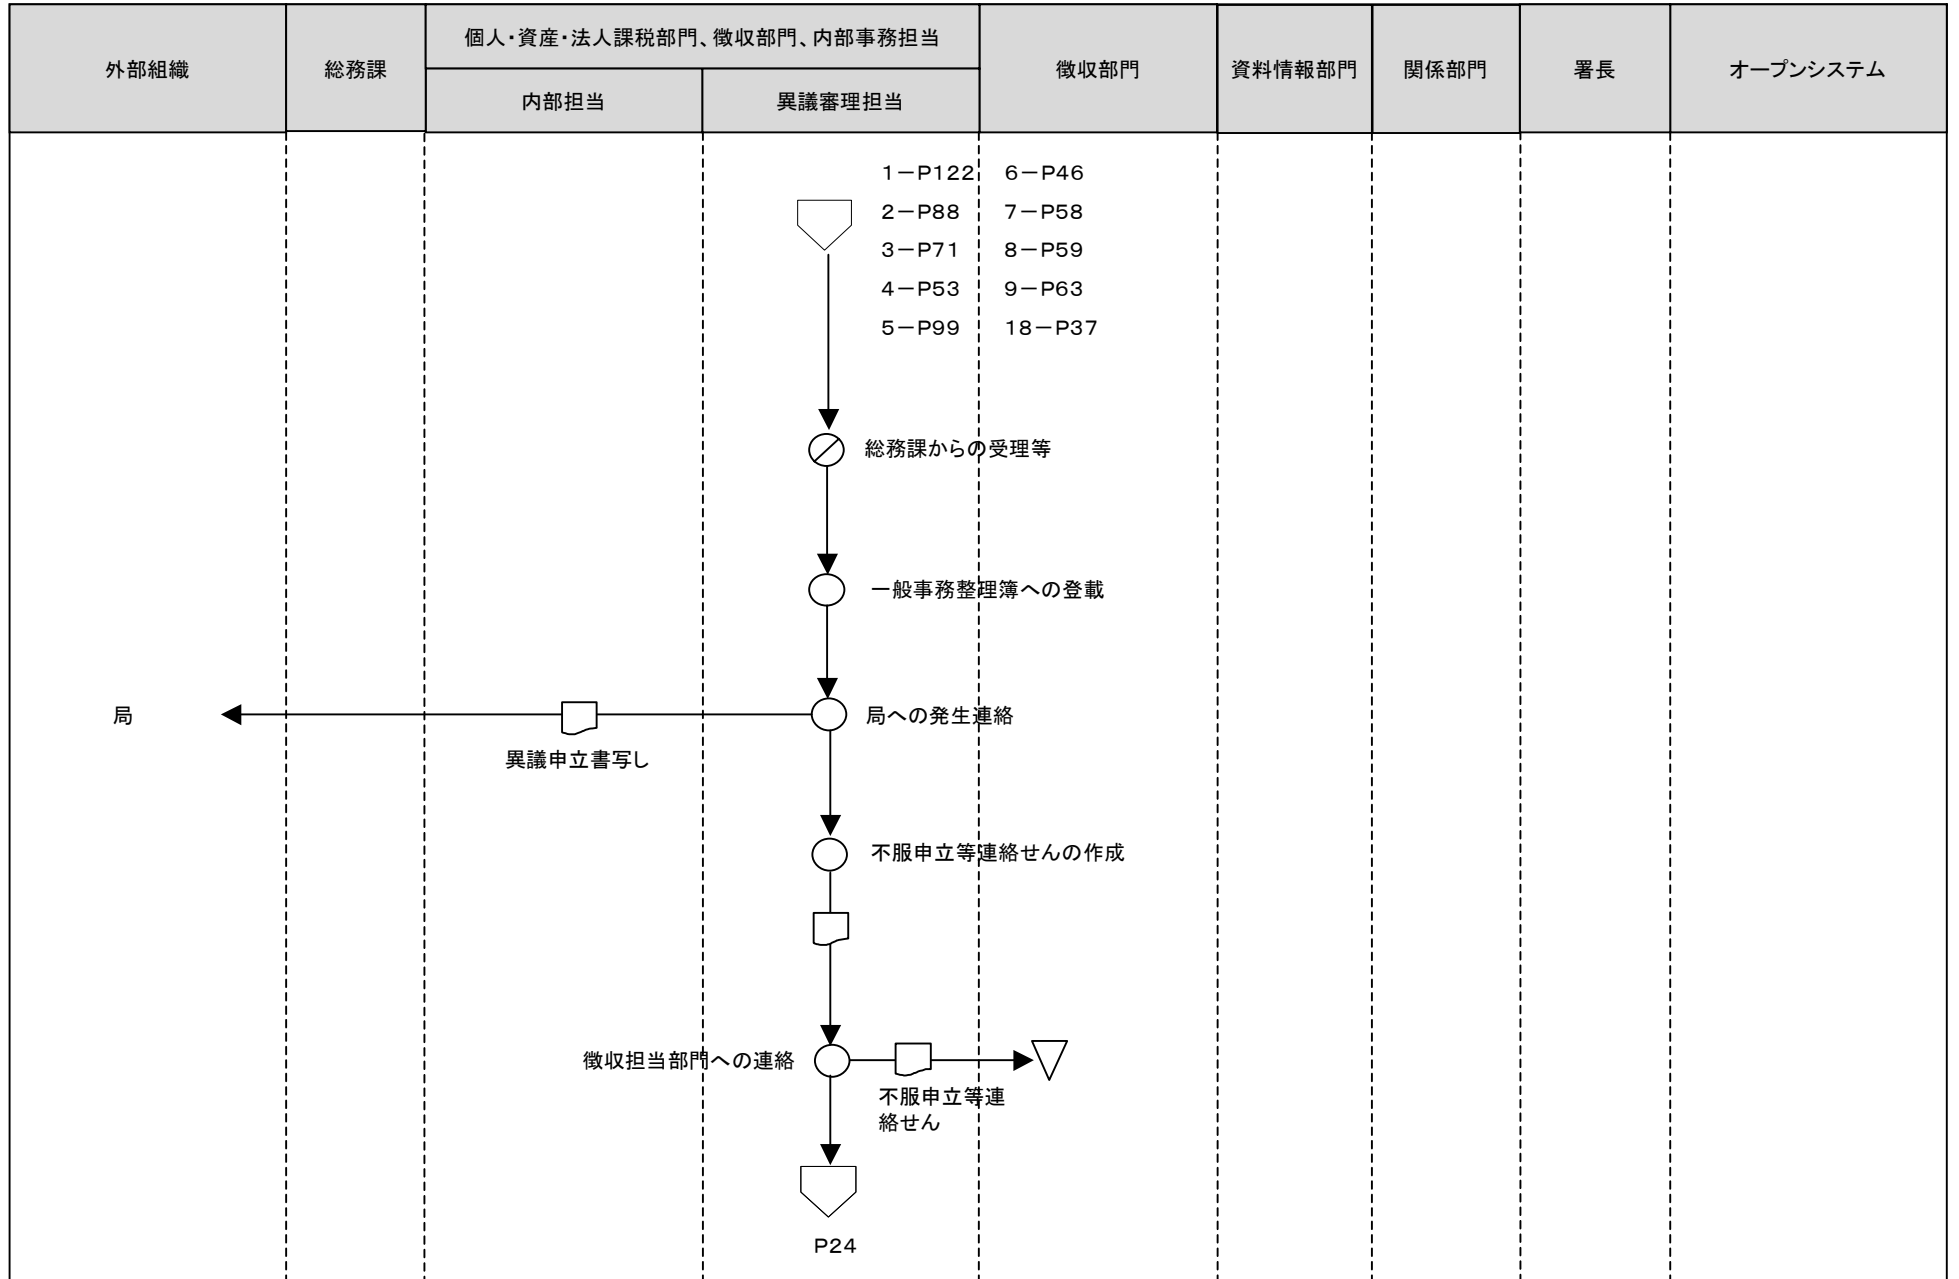 外部組織
総務課
個人・資産・法人課税部門、徴収部門、内部事務担当
内部担当
異議審理担当
徴収部門
資料情報部門
関係部門
署長
オープンシステム
1－P122
2－P88
3－P71
4－P53
5－P99
6－P46
7－P58
8－P59
9－P63
18－P37
総務課からの受理等
一般事務整理簿への登載
局
局への発生連絡
異議申立書写し
不服申立等連絡せんの作成
徴収担当部門への連絡
不服申立等連
絡せん
P24